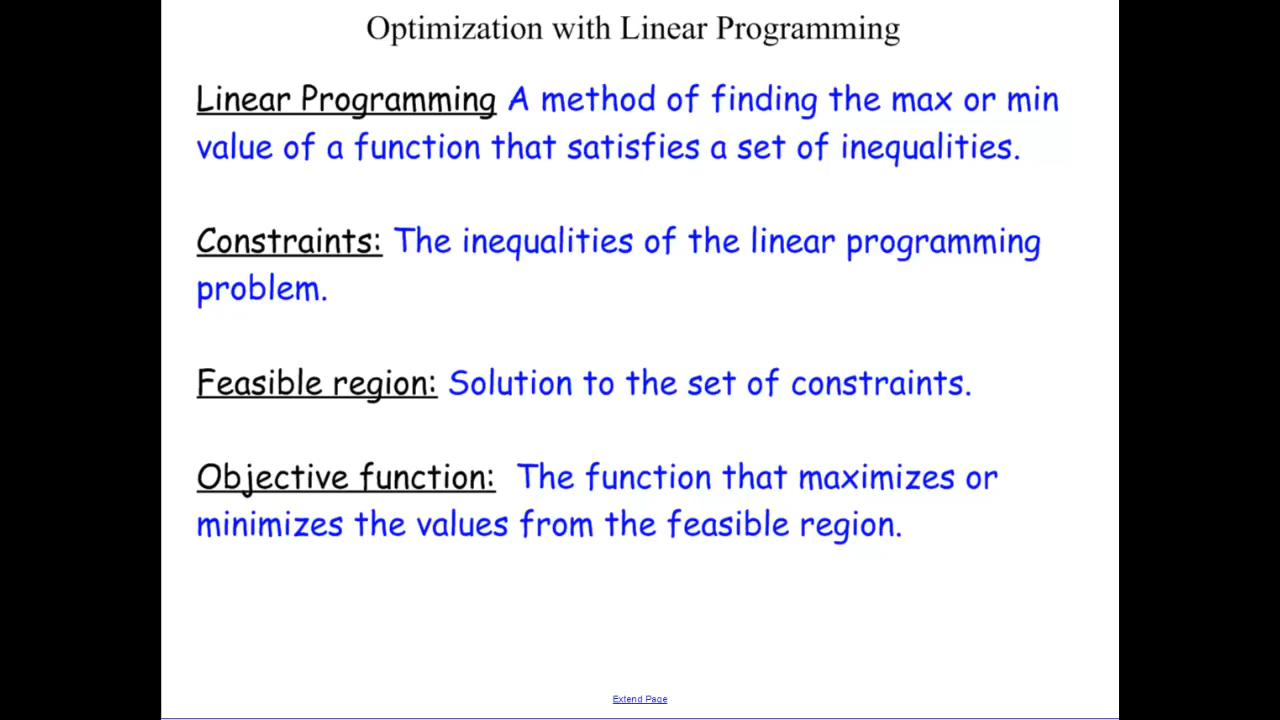 Optimization with Linear Programming
Linear Programming A method of finding the max or min
value of a function that satisfies a set of inequalities.
Constraints: The inequalities of the linear programming
problem.
Feasible region: Solution to the set of constraints.
Objective function: The function that maximizes or
minimizes the values from the feasible region.
Extend Page